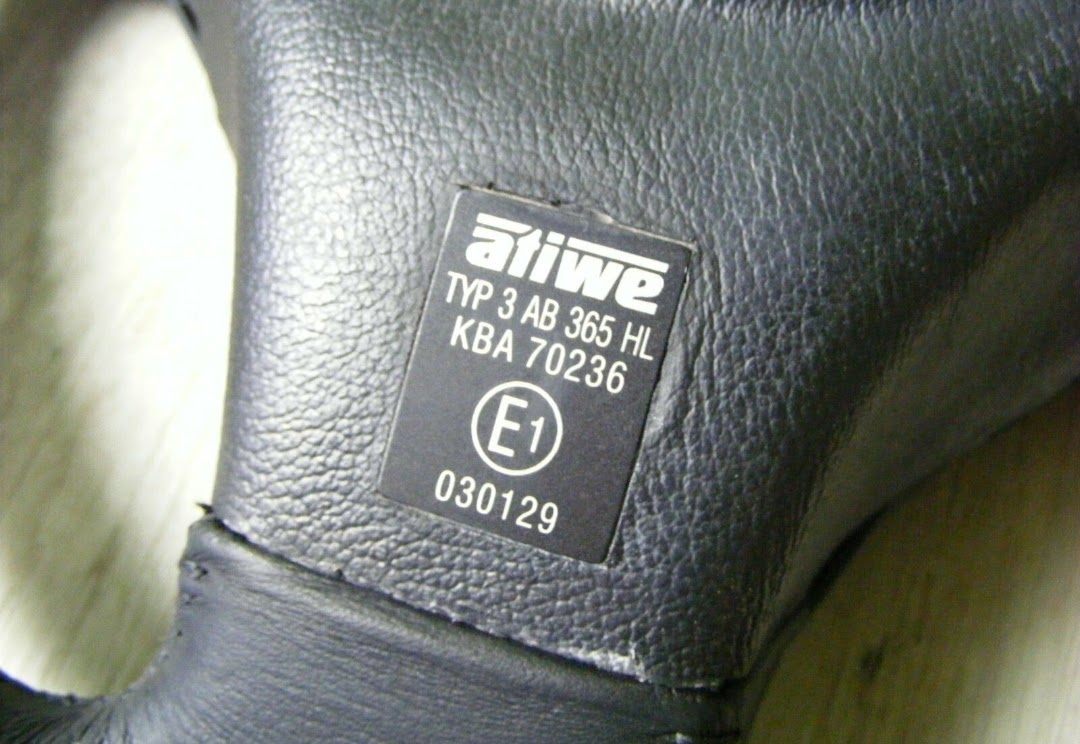 atiwe
TYP 3 AB 365 HL
KBA 70236
E1
030129